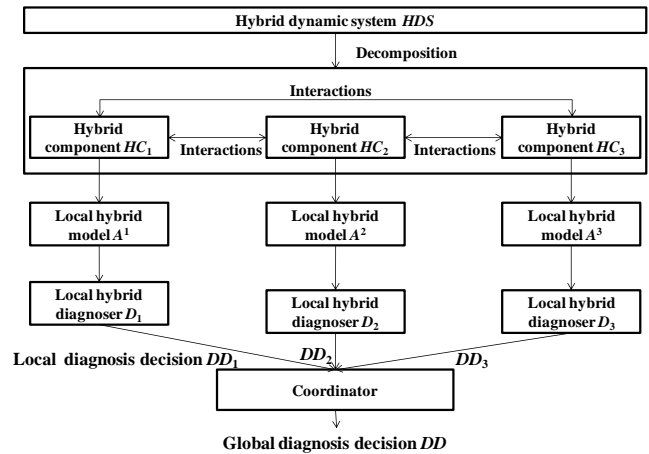 Hybrid dynamic system HDS
Decomposition
Interactions
Hybrid
component HC₁
Interactions
Hybrid
component HC₂
Interactions
Hybrid
component HC₃
Local hybrid
model A¹
Local hybrid
model A²
Local hybrid
model A³
Local hybrid
diagnoser D₁
Local hybrid
diagnoser D₂
Local hybrid
diagnoser D₃
Local diagnosis decision DD₁
DD₂
DD₃
Coordinator
Global diagnosis decision DD